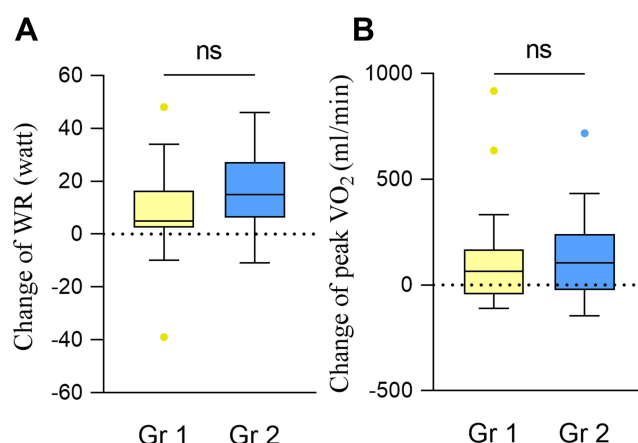 A
ns
Change of WR (watt)
60
40
20
0
-20
-40
-60
Gr 1 Gr 2
B
ns
Change of peak VO₂ (ml/min)
1000
500
0
-500
Gr 1 Gr 2